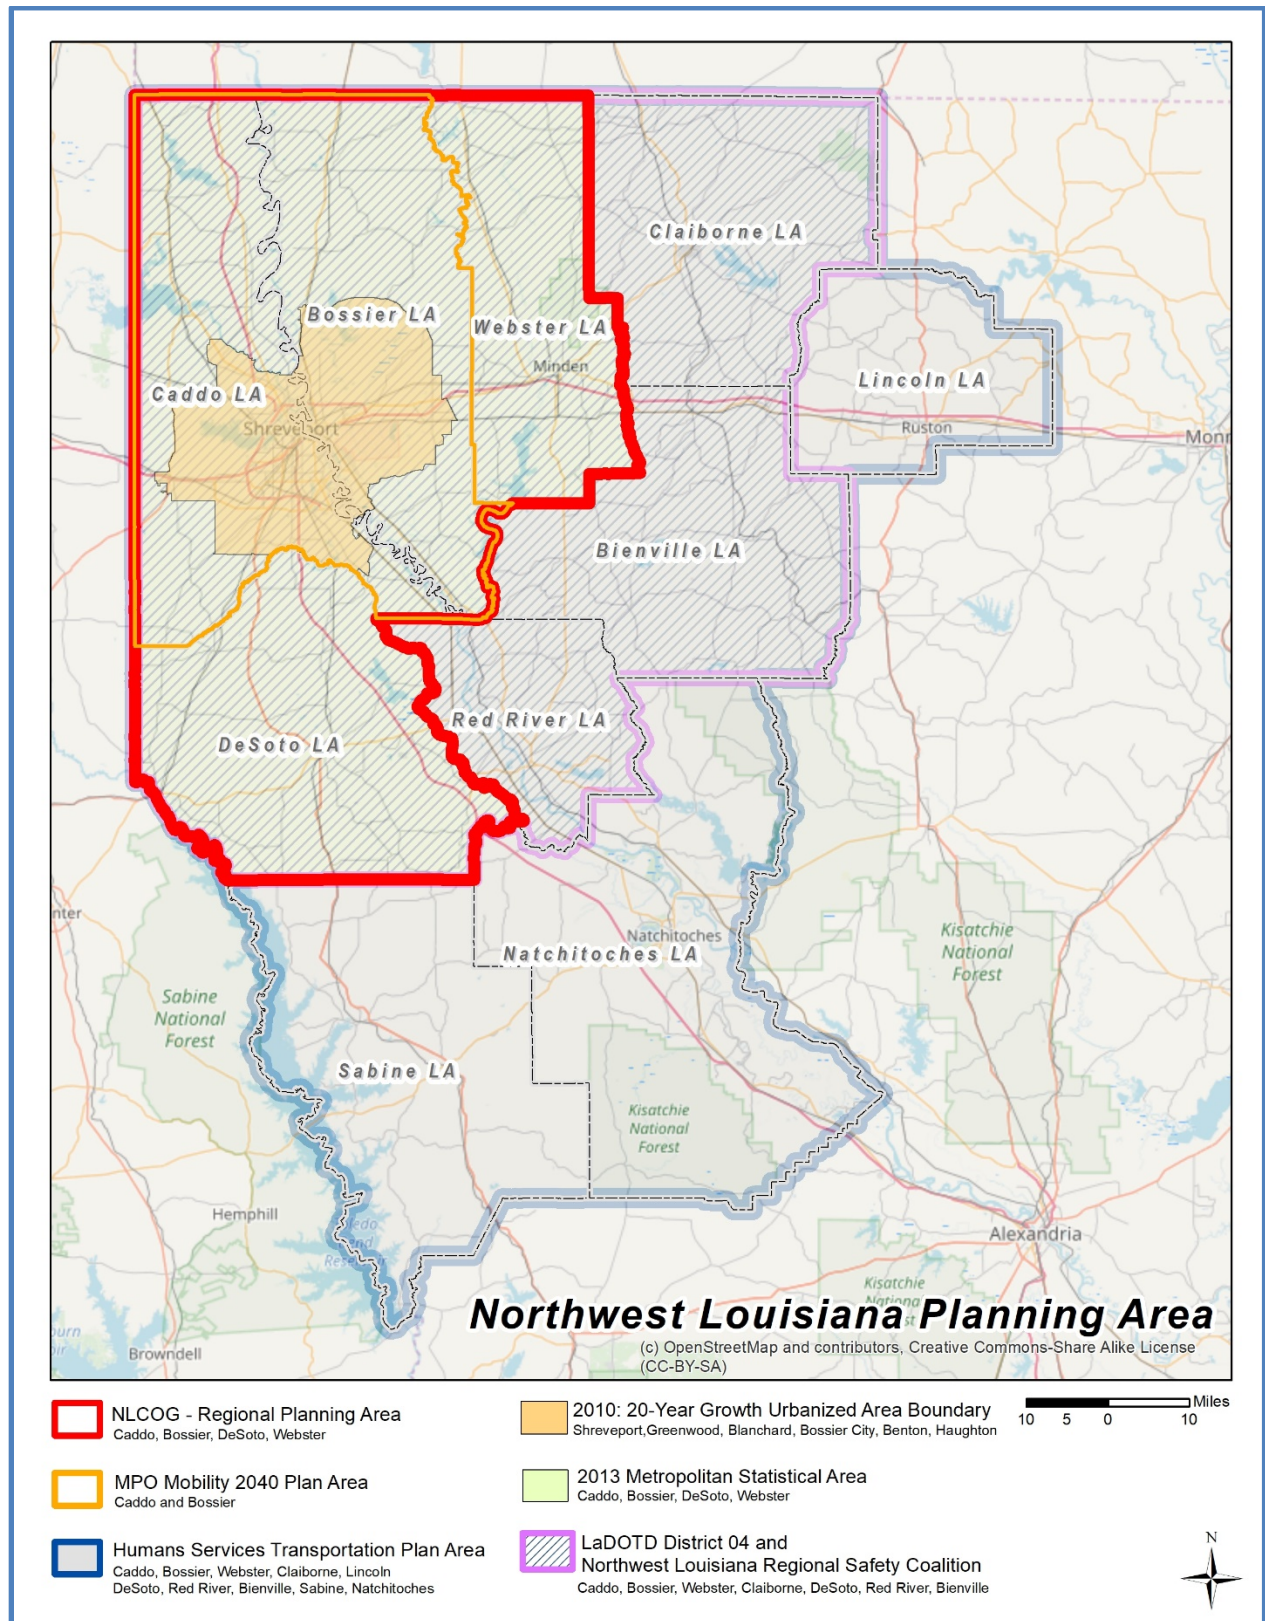 Claiborne LA
Bossier LA
Webster LA
Minden
Caddo LA
Lincoln LA
Shreveport
Ruston
Monr
Bienville LA
Red River LA
DeSoto LA
nter
Natchitoches
Natchitoches LA
Kisatchie
National
Forest
Sabine
National
Forest
Sabine LA
Kisatchie
National
Forest
Hemphill
Alexandria
Kisatchie
Northwest Louisiana Planning Area
(c) OpenStreetMap and contributors, Creative Commons-Share Alike License
(CC-BY-SA)
Browndell
NLCOG - Regional Planning Area
Caddo, Bossier, DeSoto, Webster
2010: 20-Year Growth Urbanized Area Boundary
Shreveport,Greenwood, Blanchard, Bossier City, Benton, Haughton
Miles
10 5 0 10
MPO Mobility 2040 Plan Area
Caddo and Bossier
2013 Metropolitan Statistical Area
Caddo, Bossier, DeSoto, Webster
Humans Services Transportation Plan Area
Caddo, Bossier, Webster, Claiborne, Lincoln
DeSoto, Red River, Bienville, Sabine, Natchitoches
LaDOTD District 04 and
Northwest Louisiana Regional Safety Coalition
Caddo, Bossier, Webster, Claiborne, DeSoto, Red River, Bienville
N